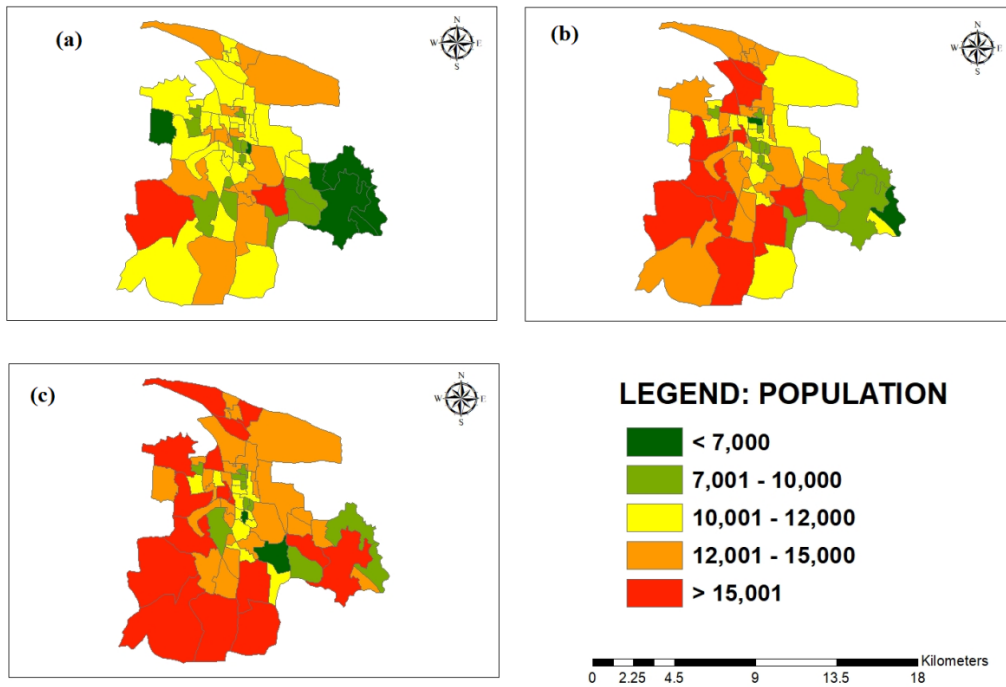 (a)
N
W E
S
(b)
N
W E
S
(c)
N
W E
S
LEGEND: POPULATION
< 7,000
7,001 - 10,000
10,001 - 12,000
12,001 - 15,000
> 15,001
Kilometers
0 2.25 4.5 9 13.5 18